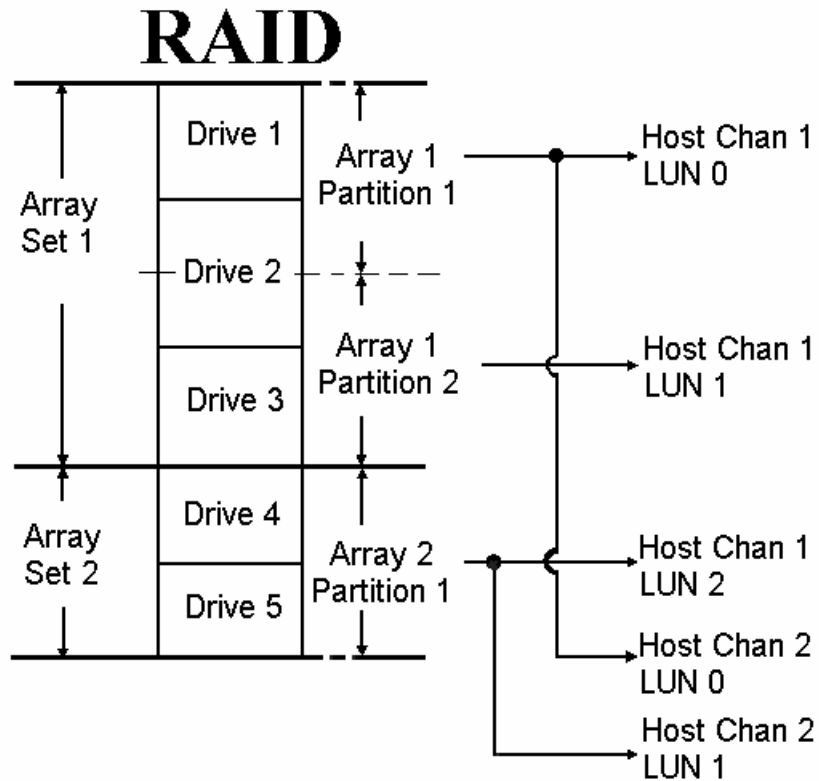 RAID
Drive 1
Drive 2
Drive 3
Drive 4
Drive 5
Array
Set 1
Array
Set 2
Array 1
Partition 1
Array 1
Partition 2
Array 2
Partition 1
Host Chan 1
LUN 0
Host Chan 1
LUN 1
Host Chan 1
LUN 2
Host Chan 2
LUN 0
Host Chan 2
LUN 1